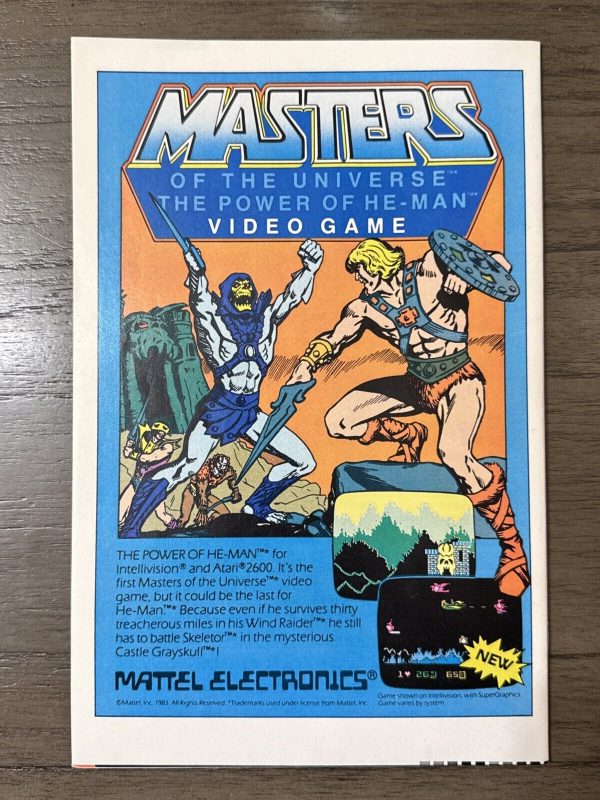 MASTERS
OF THE UNIVERSE™*
THE POWER OF HE-MAN™*
VIDEO GAME
THE POWER OF HE-MAN™* for
Intellivision® and Atari® 2600. It's the
first Masters of the Universe™* video
game, but it could be the last for
He-Man.™* Because even if he survives thirty
treacherous miles in his Wind Raider™* he still
has to battle Skeletor™* in the mysterious
Castle Grayskull™*!
MATTEL ELECTRONICS®
©Mattel, Inc. 1983. All Rights Reserved. *Trademarks used under license from Mattel, Inc.
NEW
1 263 650
Game shown on Intellivision, with SuperGraphics.
Game varies by system.